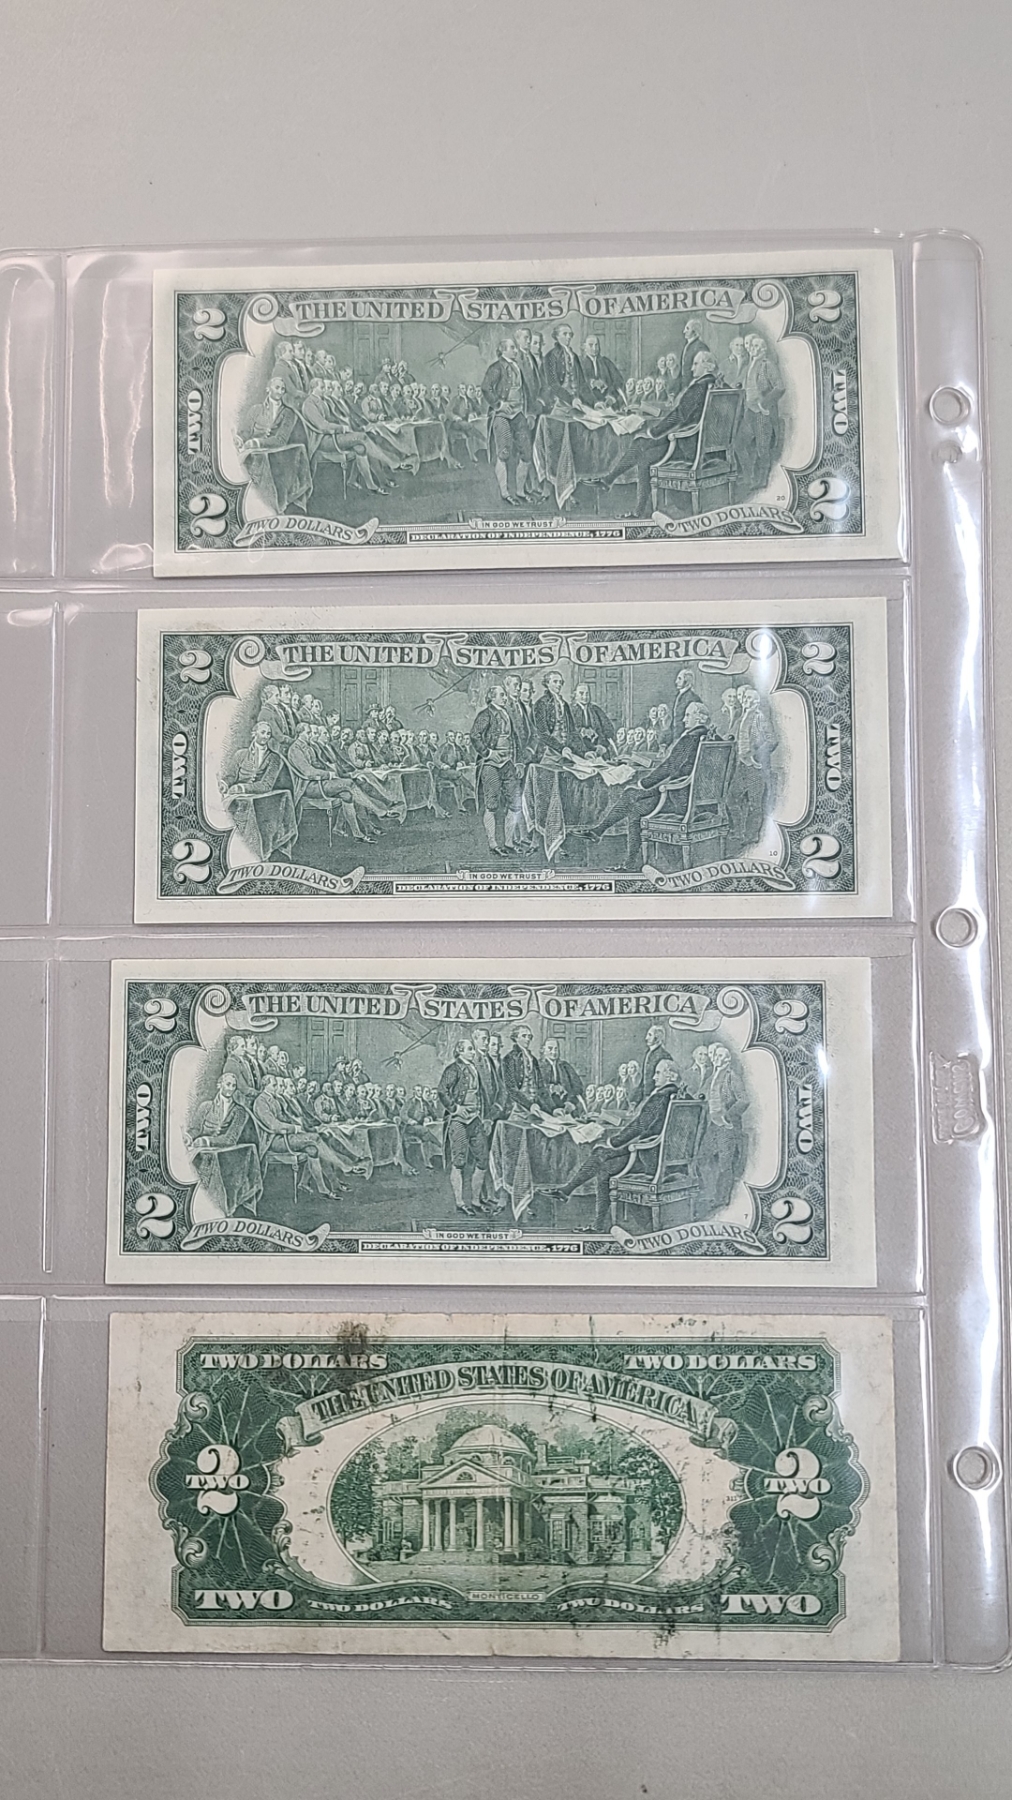 2 THE UNITED STATES OF AMERICA 2
TWO TWO
2 TWO DOLLARS IN GOD WE TRUST TWO DOLLARS 2
20
DECLARATION OF INDEPENDENCE, 1776
2 THE UNITED STATES OF AMERICA 2
TWO TWO
2 TWO DOLLARS IN GOD WE TRUST TWO DOLLARS 2
10
DECLARATION OF INDEPENDENCE, 1776
2 THE UNITED STATES OF AMERICA 2
TWO TWO
2 TWO DOLLARS IN GOD WE TRUST TWO DOLLARS 2
7
DECLARATION OF INDEPENDENCE, 1776
TWO DOLLARS TWO DOLLARS
THE UNITED STATES OF AMERICA
2 2
TWO TWO
MONTICELLO
TWO TWO DOLLARS TWO DOLLARS TWO